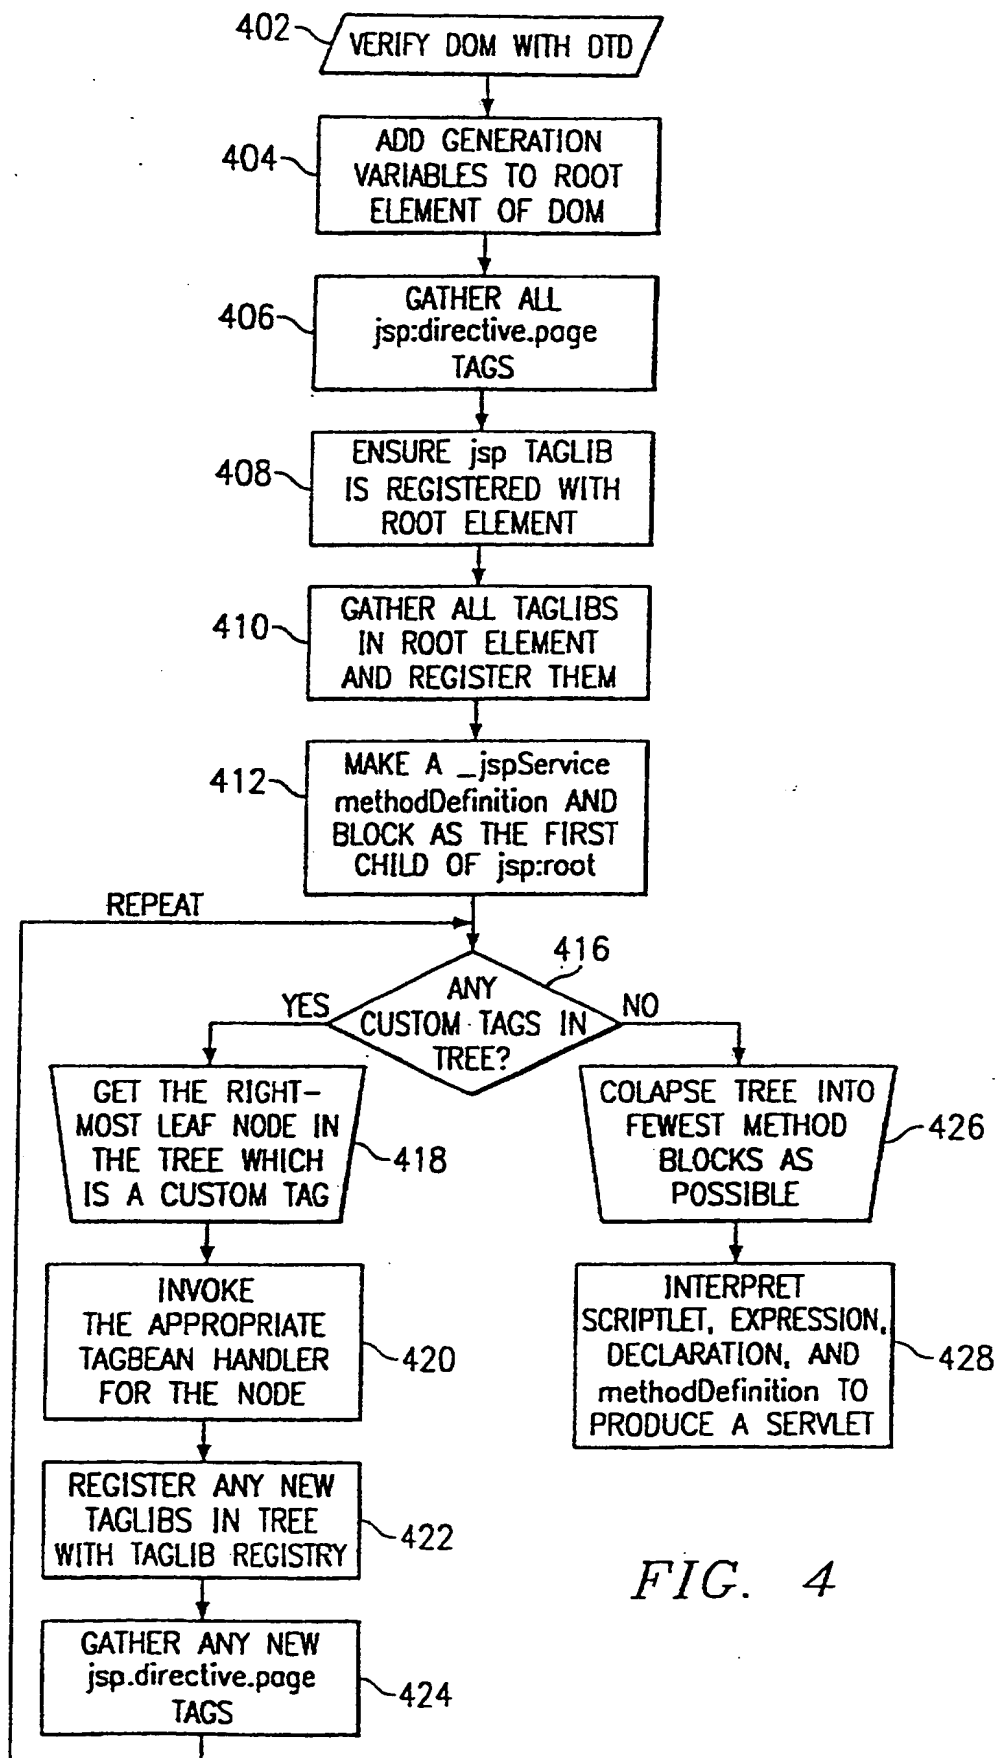 402
VERIFY DOM WITH DTD
404
ADD GENERATION
VARIABLES TO ROOT
ELEMENT OF DOM
406
GATHER ALL
jsp:directive.page
TAGS
408
ENSURE jsp TAGLIB
IS REGISTERED WITH
ROOT ELEMENT
410
GATHER ALL TAGLIBS
IN ROOT ELEMENT
AND REGISTER THEM
412
MAKE A _jspService
methodDefinition AND
BLOCK AS THE FIRST
CHILD OF jsp:root
REPEAT
416
ANY
CUSTOM TAGS IN
TREE?
YES
NO
GET THE RIGHT-
MOST LEAF NODE IN
THE TREE WHICH
IS A CUSTOM TAG
418
COLAPSE TREE INTO
FEWEST METHOD
BLOCKS AS
POSSIBLE
426
INVOKE
THE APPROPRIATE
TAGBEAN HANDLER
FOR THE NODE
420
INTERPRET
SCRIPTLET, EXPRESSION,
DECLARATION, AND
methodDefinition TO
PRODUCE A SERVLET
428
REGISTER ANY NEW
TAGLIBS IN TREE
WITH TAGLIB REGISTRY
422
GATHER ANY NEW
jsp.directive.page
TAGS
424
FIG. 4